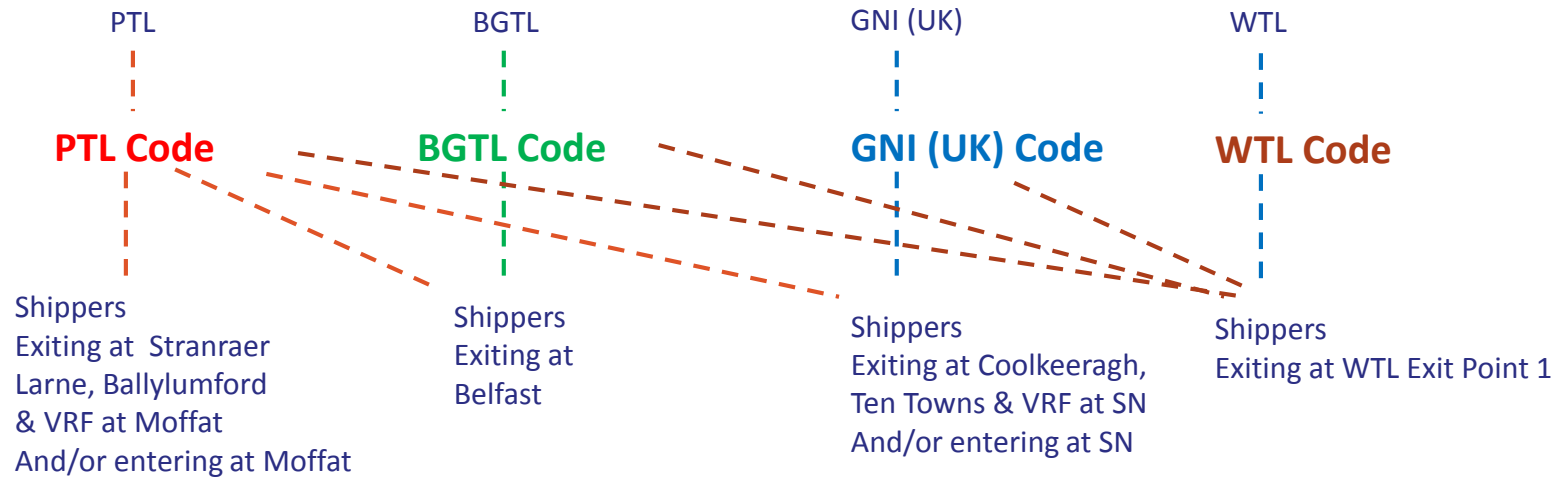 PTL
BGTL
GNI (UK)
WTL
PTL Code
BGTL Code
GNI (UK) Code
WTL Code
Shippers
Exiting at Stranraer
Larne, Ballylumford
& VRF at Moffat
And/or entering at Moffat
Shippers
Exiting at
Belfast
Shippers
Exiting at Coolkeeragh,
Ten Towns & VRF at SN
And/or entering at SN
Shippers
Exiting at WTL Exit Point 1